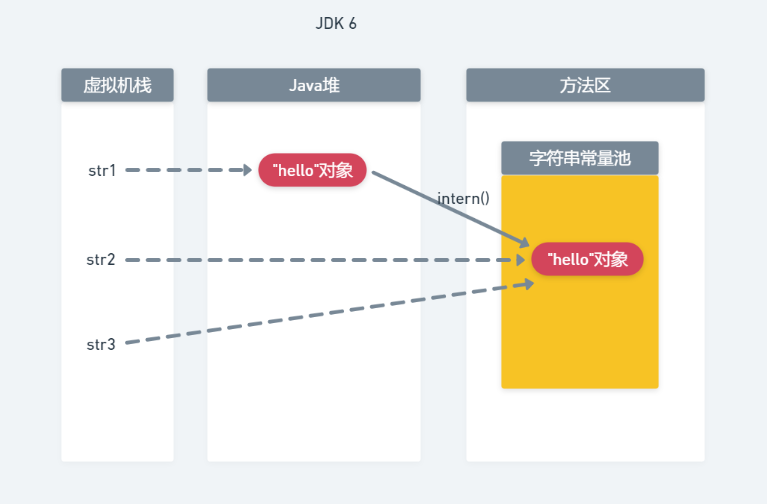 JDK 6
虚拟机栈
Java堆
方法区
字符串常量池
str1
"hello"对象
intern()
str2
"hello"对象
str3